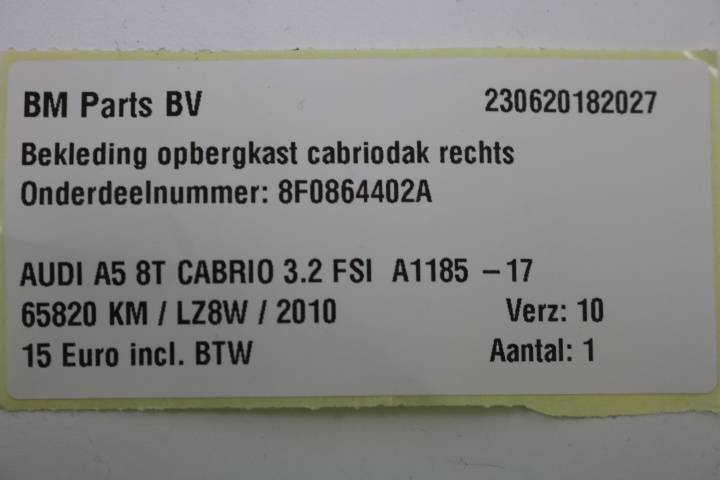 BM Parts BV 230620182027
Bekleding opbergkast cabriodak rechts
Onderdeelnummer: 8F0864402A
AUDI A5 8T CABRIO 3.2 FSI A1185 - 17
65820 KM / LZ8W / 2010 Verz: 10
15 Euro incl. BTW Aantal: 1